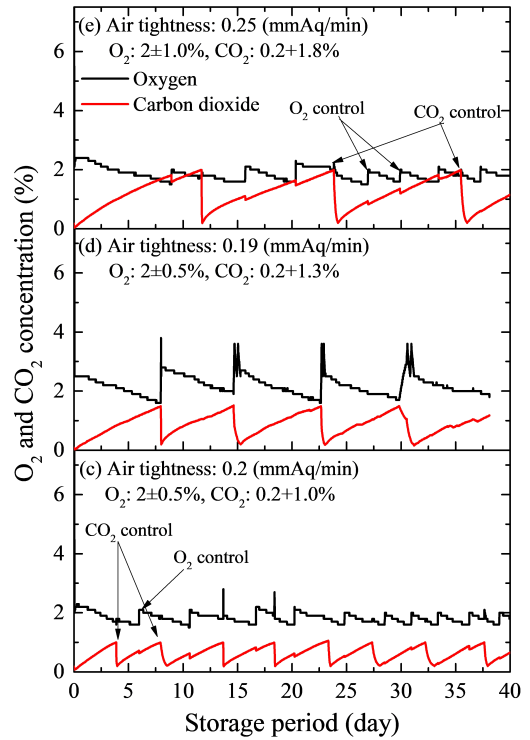 (e) Air tightness: 0.25 (mmAq/min)
O₂: 2±1.0%, CO₂: 0.2+1.8%
Oxygen
Carbon dioxide
O₂ control
CO₂ control
6
4
2
0
(d) Air tightness: 0.19 (mmAq/min)
O₂: 2±0.5%, CO₂: 0.2+1.3%
6
4
2
0
(c) Air tightness: 0.2 (mmAq/min)
O₂: 2±0.5%, CO₂: 0.2+1.0%
CO₂ control
O₂ control
6
4
2
0
0 5 10 15 20 25 30 35 40
Storage period (day)
O₂ and CO₂ concentration (%)